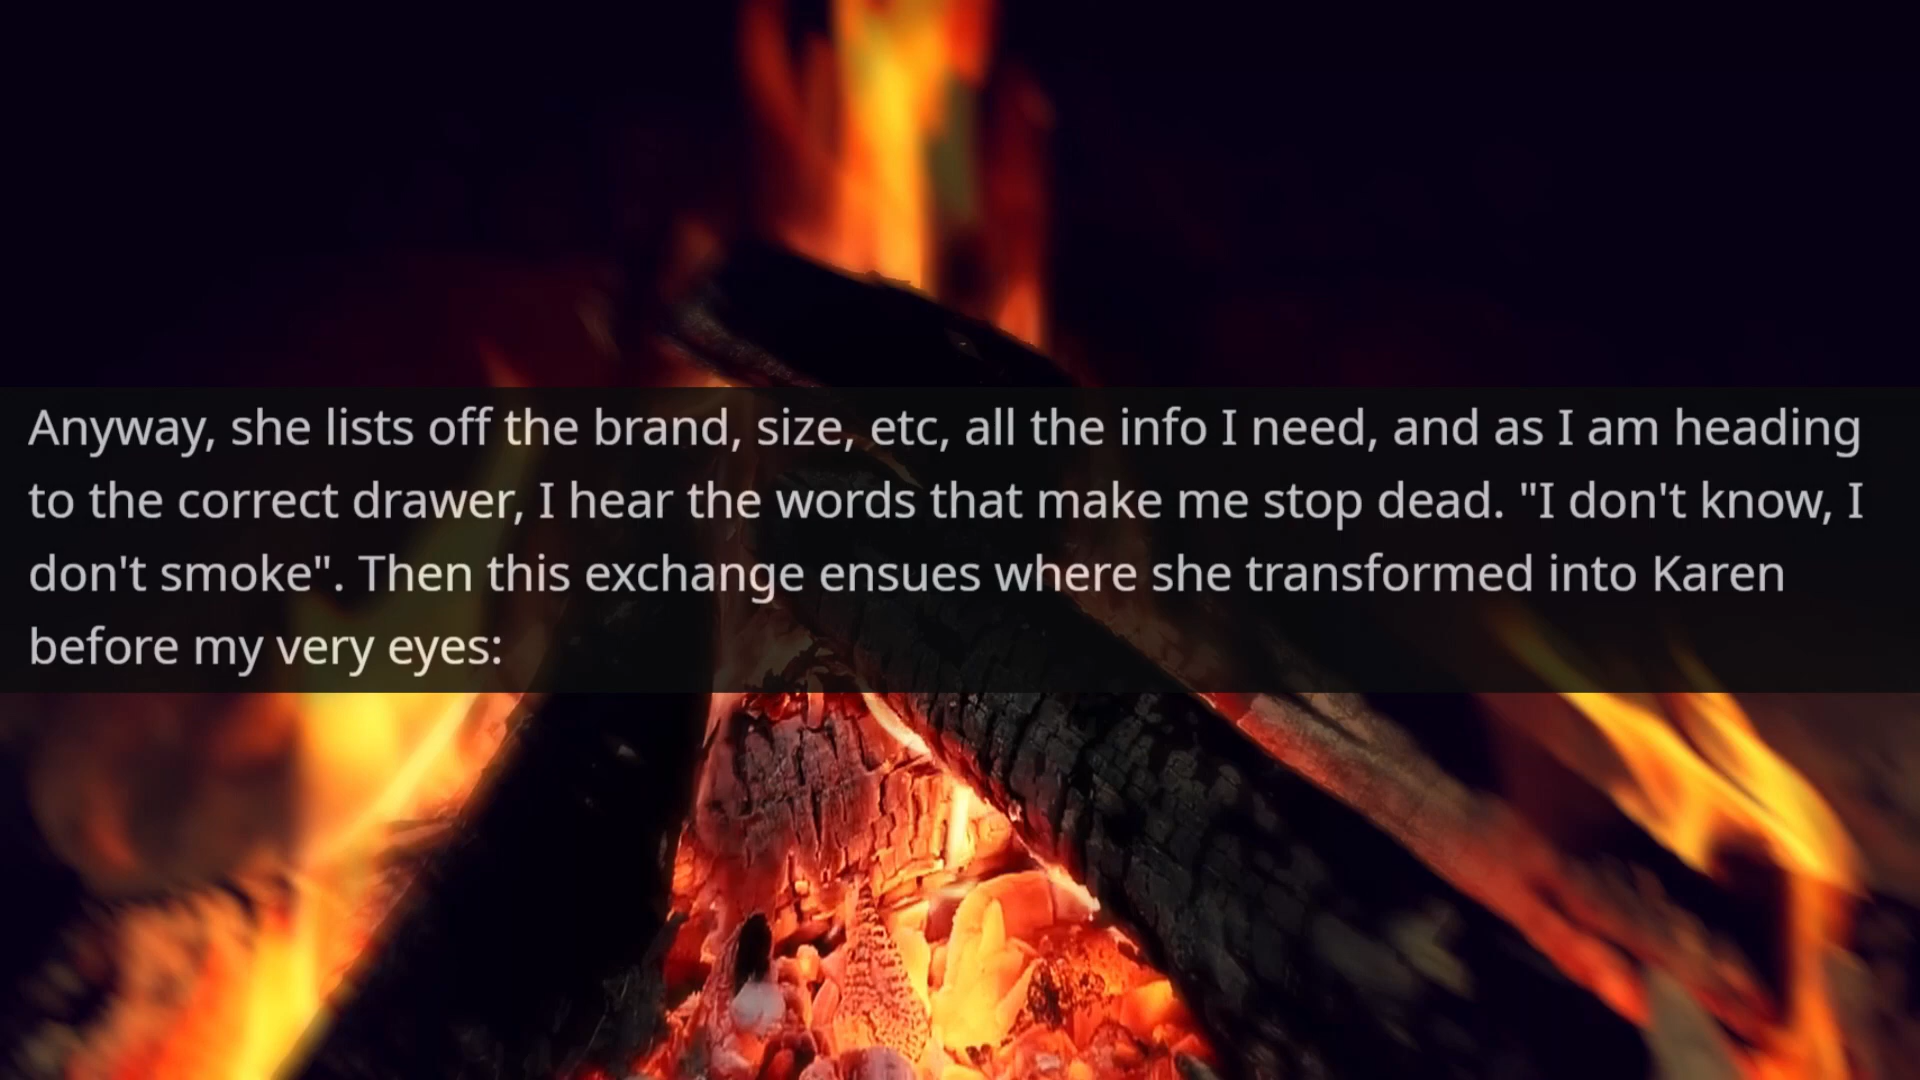 Anyway, she lists off the brand, size, etc, all the info I need, and as I am heading
to the correct drawer, I hear the words that make me stop dead. "I don't know, I
don't smoke". Then this exchange ensues where she transformed into Karen
before my very eyes: